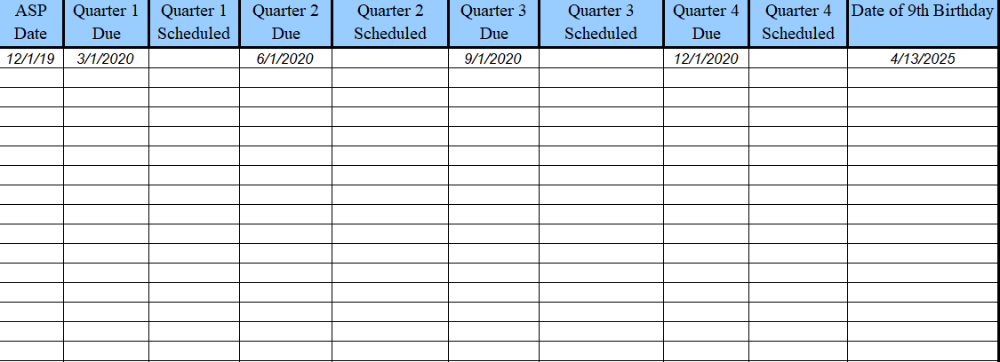 ASP Date Quarter 1 Due Quarter 1 Scheduled Quarter 2 Due Quarter 2 Scheduled Quarter 3 Due Quarter 3 Scheduled Quarter 4 Due Quarter 4 Scheduled Date of 9th Birthday
12/1/19 3/1/2020 6/1/2020 9/1/2020 12/1/2020 4/13/2025